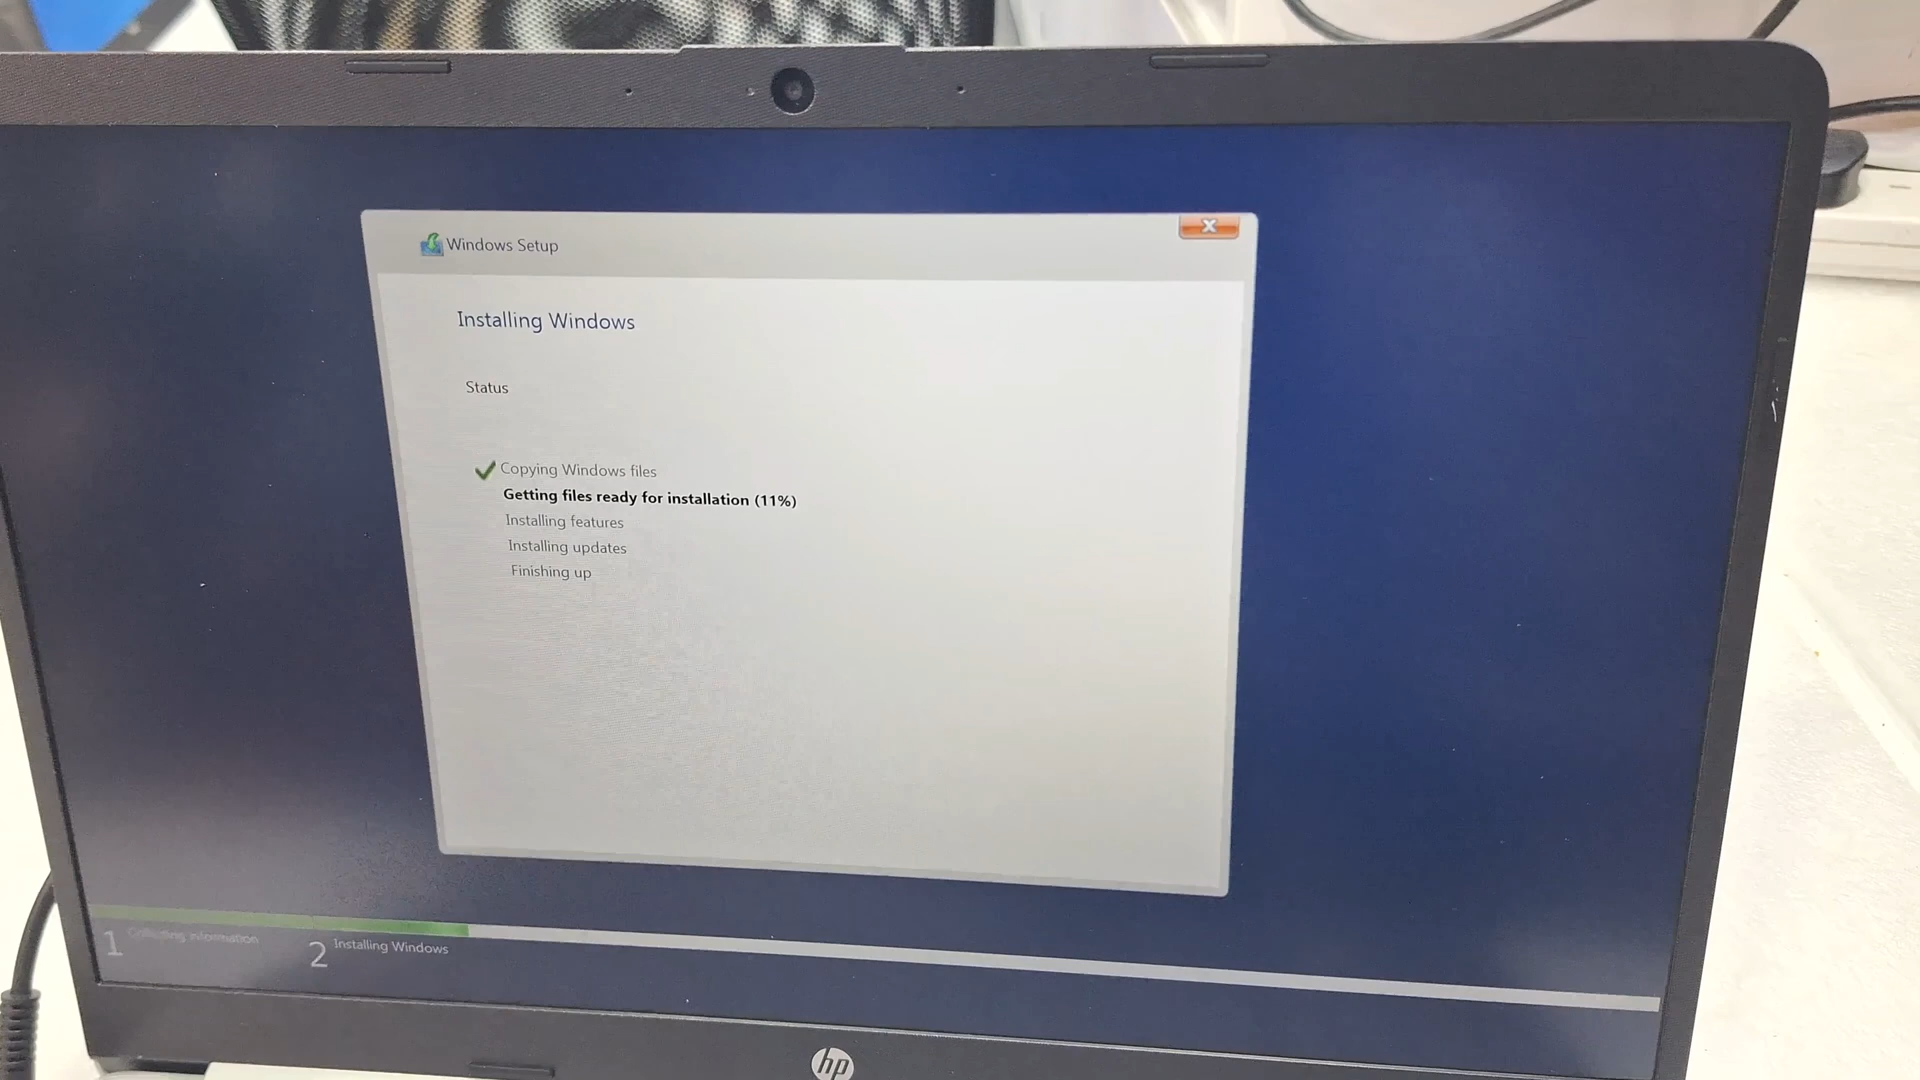 Windows Setup
Installing Windows
Status
Copying Windows files
Getting files ready for installation (11%)
Installing features
Installing updates
Finishing up
1 Collecting information
2 Installing Windows
hp